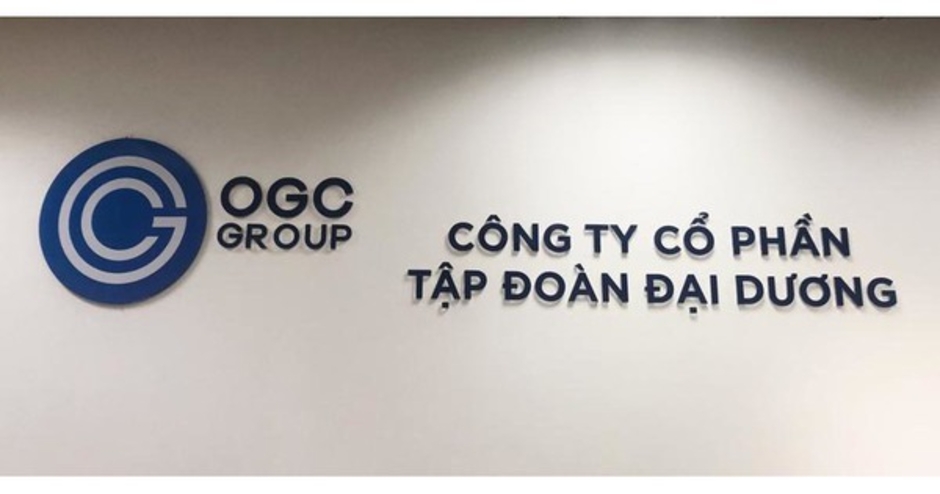 OGC
GROUP
CÔNG TY CỔ PHẦN
TẬP ĐOÀN ĐẠI DƯƠNG